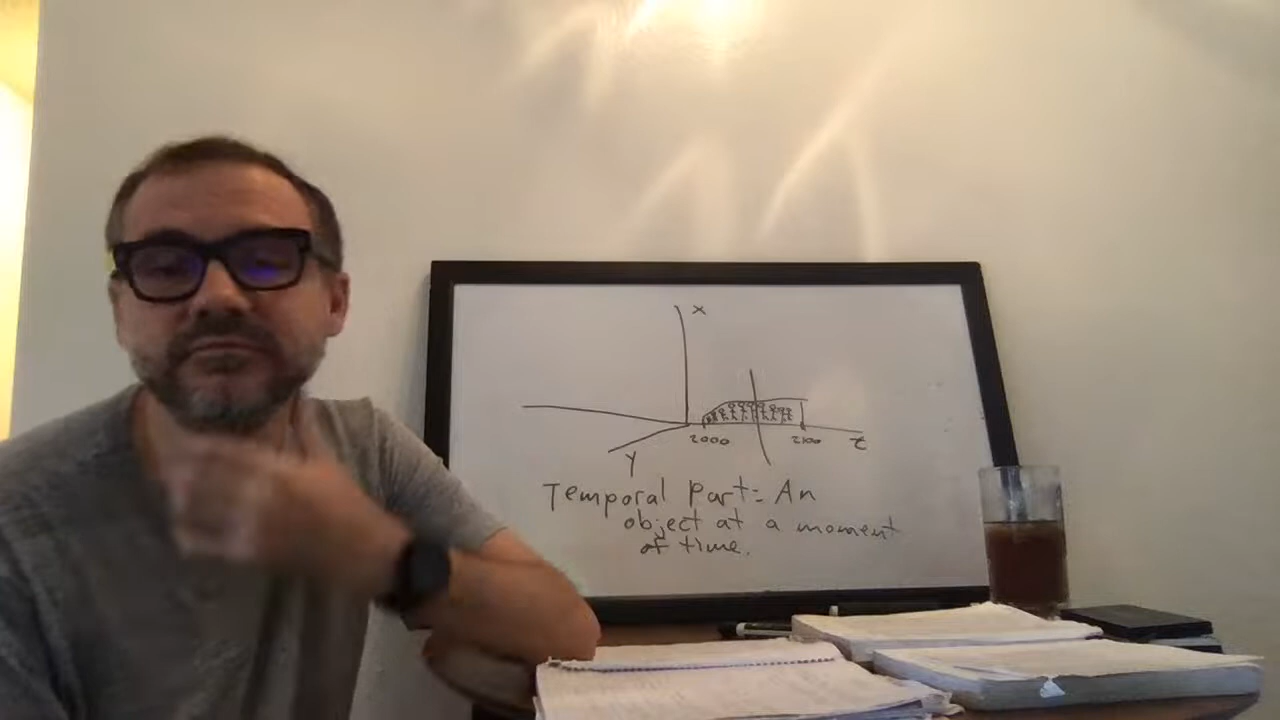 x
2000 2100 t
Y
Temporal Part: An
object at a moment
of time.